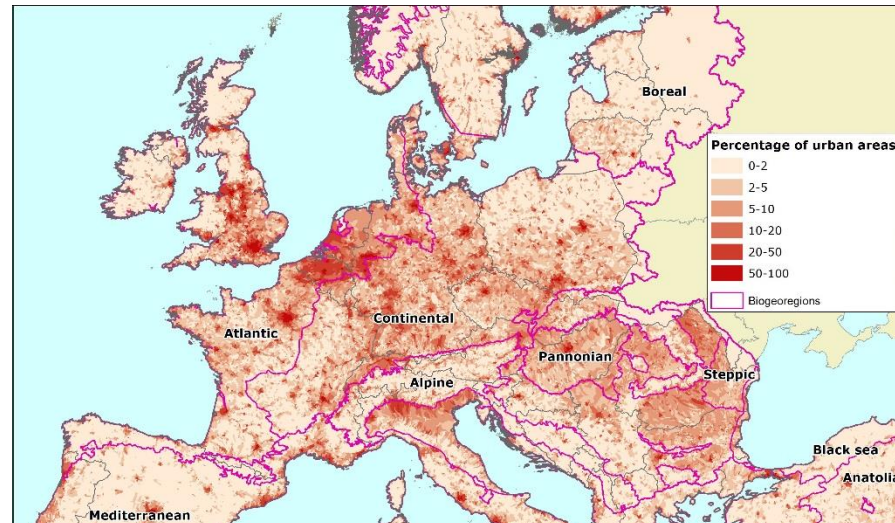 Boreal
Percentage of urban areas
0-2
2-5
5-10
10-20
20-50
50-100
Biogeoregions
Atlantic
Continental
Pannonian
Alpine
Steppic
Black sea
Anatolia
Mediterranean